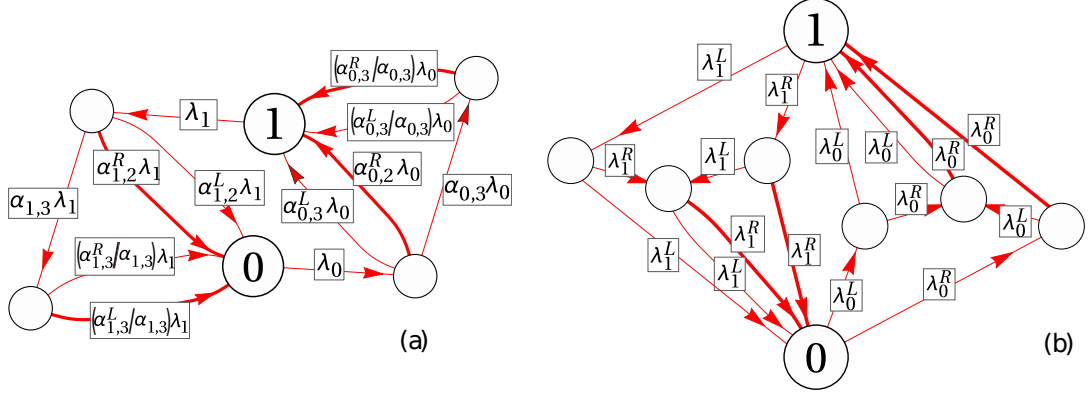 (α^R_{0,3}/α_{0,3})λ_0
1
λ_1
(α^L_{0,3}/α_{0,3})λ_0
α^R_{1,2}λ_1
α^L_{1,2}λ_1
α^R_{0,2}λ_0
α_{1,3}λ_1
α^L_{0,3}λ_0
α_{0,3}λ_0
(α^R_{1,3}/α_{1,3})λ_1
0
λ_0
(α^L_{1,3}/α_{1,3})λ_1
(a)
1
λ^L_1
λ^R_1
λ^R_0
λ^R_1
λ^L_1
λ^L_0
λ^L_0
λ^R_0
λ^R_0
λ^L_0
λ^L_1
λ^R_1
λ^L_1
λ^R_1
λ^L_0
λ^R_0
0
(b)